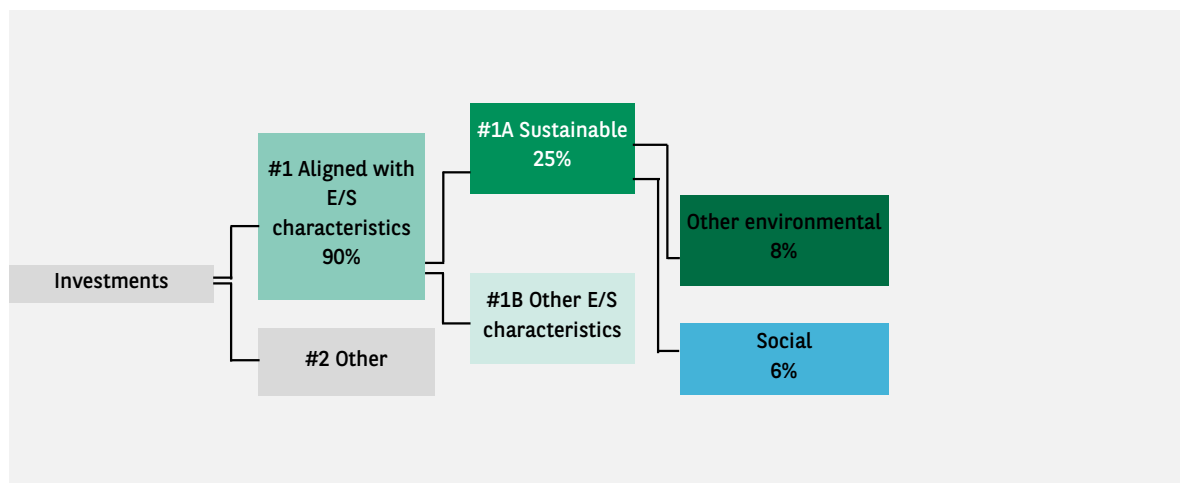 Investments
#1 Aligned with
E/S
characteristics
90%
#2 Other
#1A Sustainable
25%
#1B Other E/S
characteristics
Other environmental
8%
Social
6%